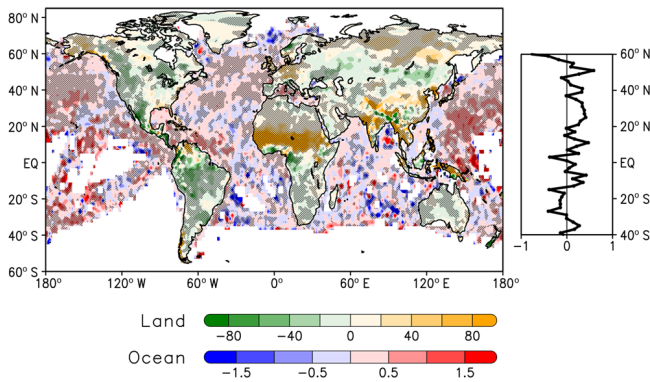 80° N
60° N
40° N
20° N
EQ
20° S
40° S
60° S
180° 120° W 60° W 0° 60° E 120° E 180°
60° N
40° N
20° N
EQ
20° S
40° S
−1 0 1
Land
−80 −40 0 40 80
Ocean
−1.5 −0.5 0.5 1.5